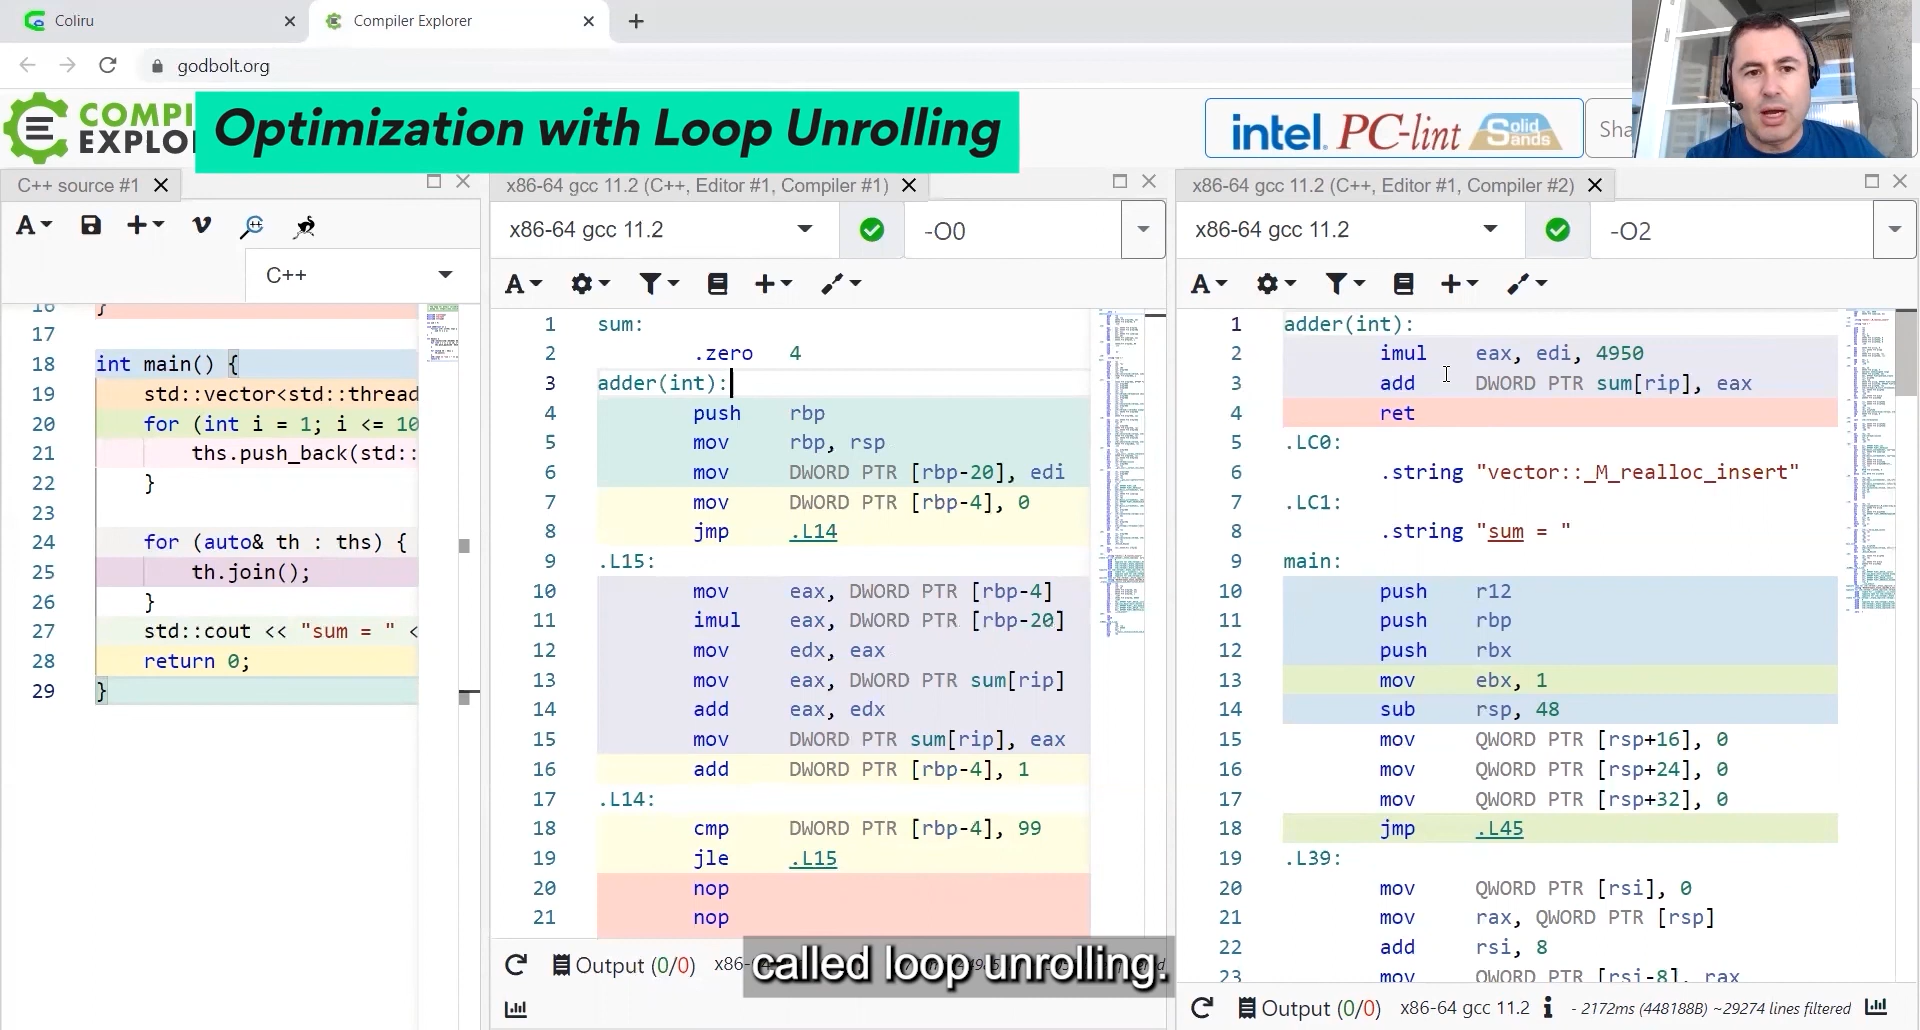 Coliru
Compiler Explorer
godbolt.org
COMPI
EXPLO
Optimization with Loop Unrolling
intel. PC-lint Solid Sands
Sha
C++ source #1
C++
17
18 int main() {
19 std::vector<std::thread
20 for (int i = 1; i <= 10
21 ths.push_back(std::
22 }
23
24 for (auto& th : ths) {
25 th.join();
26 }
27 std::cout << "sum = " <
28 return 0;
29 }
x86-64 gcc 11.2 (C++, Editor #1, Compiler #1)
x86-64 gcc 11.2 -O0
A
1 sum:
2 .zero 4
3 adder(int):
4 push rbp
5 mov rbp, rsp
6 mov DWORD PTR [rbp-20], edi
7 mov DWORD PTR [rbp-4], 0
8 jmp .L14
9 .L15:
10 mov eax, DWORD PTR [rbp-4]
11 imul eax, DWORD PTR [rbp-20]
12 mov edx, eax
13 mov eax, DWORD PTR sum[rip]
14 add eax, edx
15 mov DWORD PTR sum[rip], eax
16 add DWORD PTR [rbp-4], 1
17 .L14:
18 cmp DWORD PTR [rbp-4], 99
19 jle .L15
20 nop
21 nop
Output (0/0) x86-
x86-64 gcc 11.2 (C++, Editor #1, Compiler #2)
x86-64 gcc 11.2 -O2
A
1 adder(int):
2 imul eax, edi, 4950
3 add DWORD PTR sum[rip], eax
4 ret
5 .LC0:
6 .string "vector::_M_realloc_insert"
7 .LC1:
8 .string "sum = "
9 main:
10 push r12
11 push rbp
12 push rbx
13 mov ebx, 1
14 sub rsp, 48
15 mov QWORD PTR [rsp+16], 0
16 mov QWORD PTR [rsp+24], 0
17 mov QWORD PTR [rsp+32], 0
18 jmp .L45
19 .L39:
20 mov QWORD PTR [rsi], 0
21 mov rax, QWORD PTR [rsp]
22 add rsi, 8
23 mov QWORD PTR [rsi-8], rax
Output (0/0) x86-64 gcc 11.2 i - 2172ms (448188B) ~29274 lines filtered
called loop unrolling.